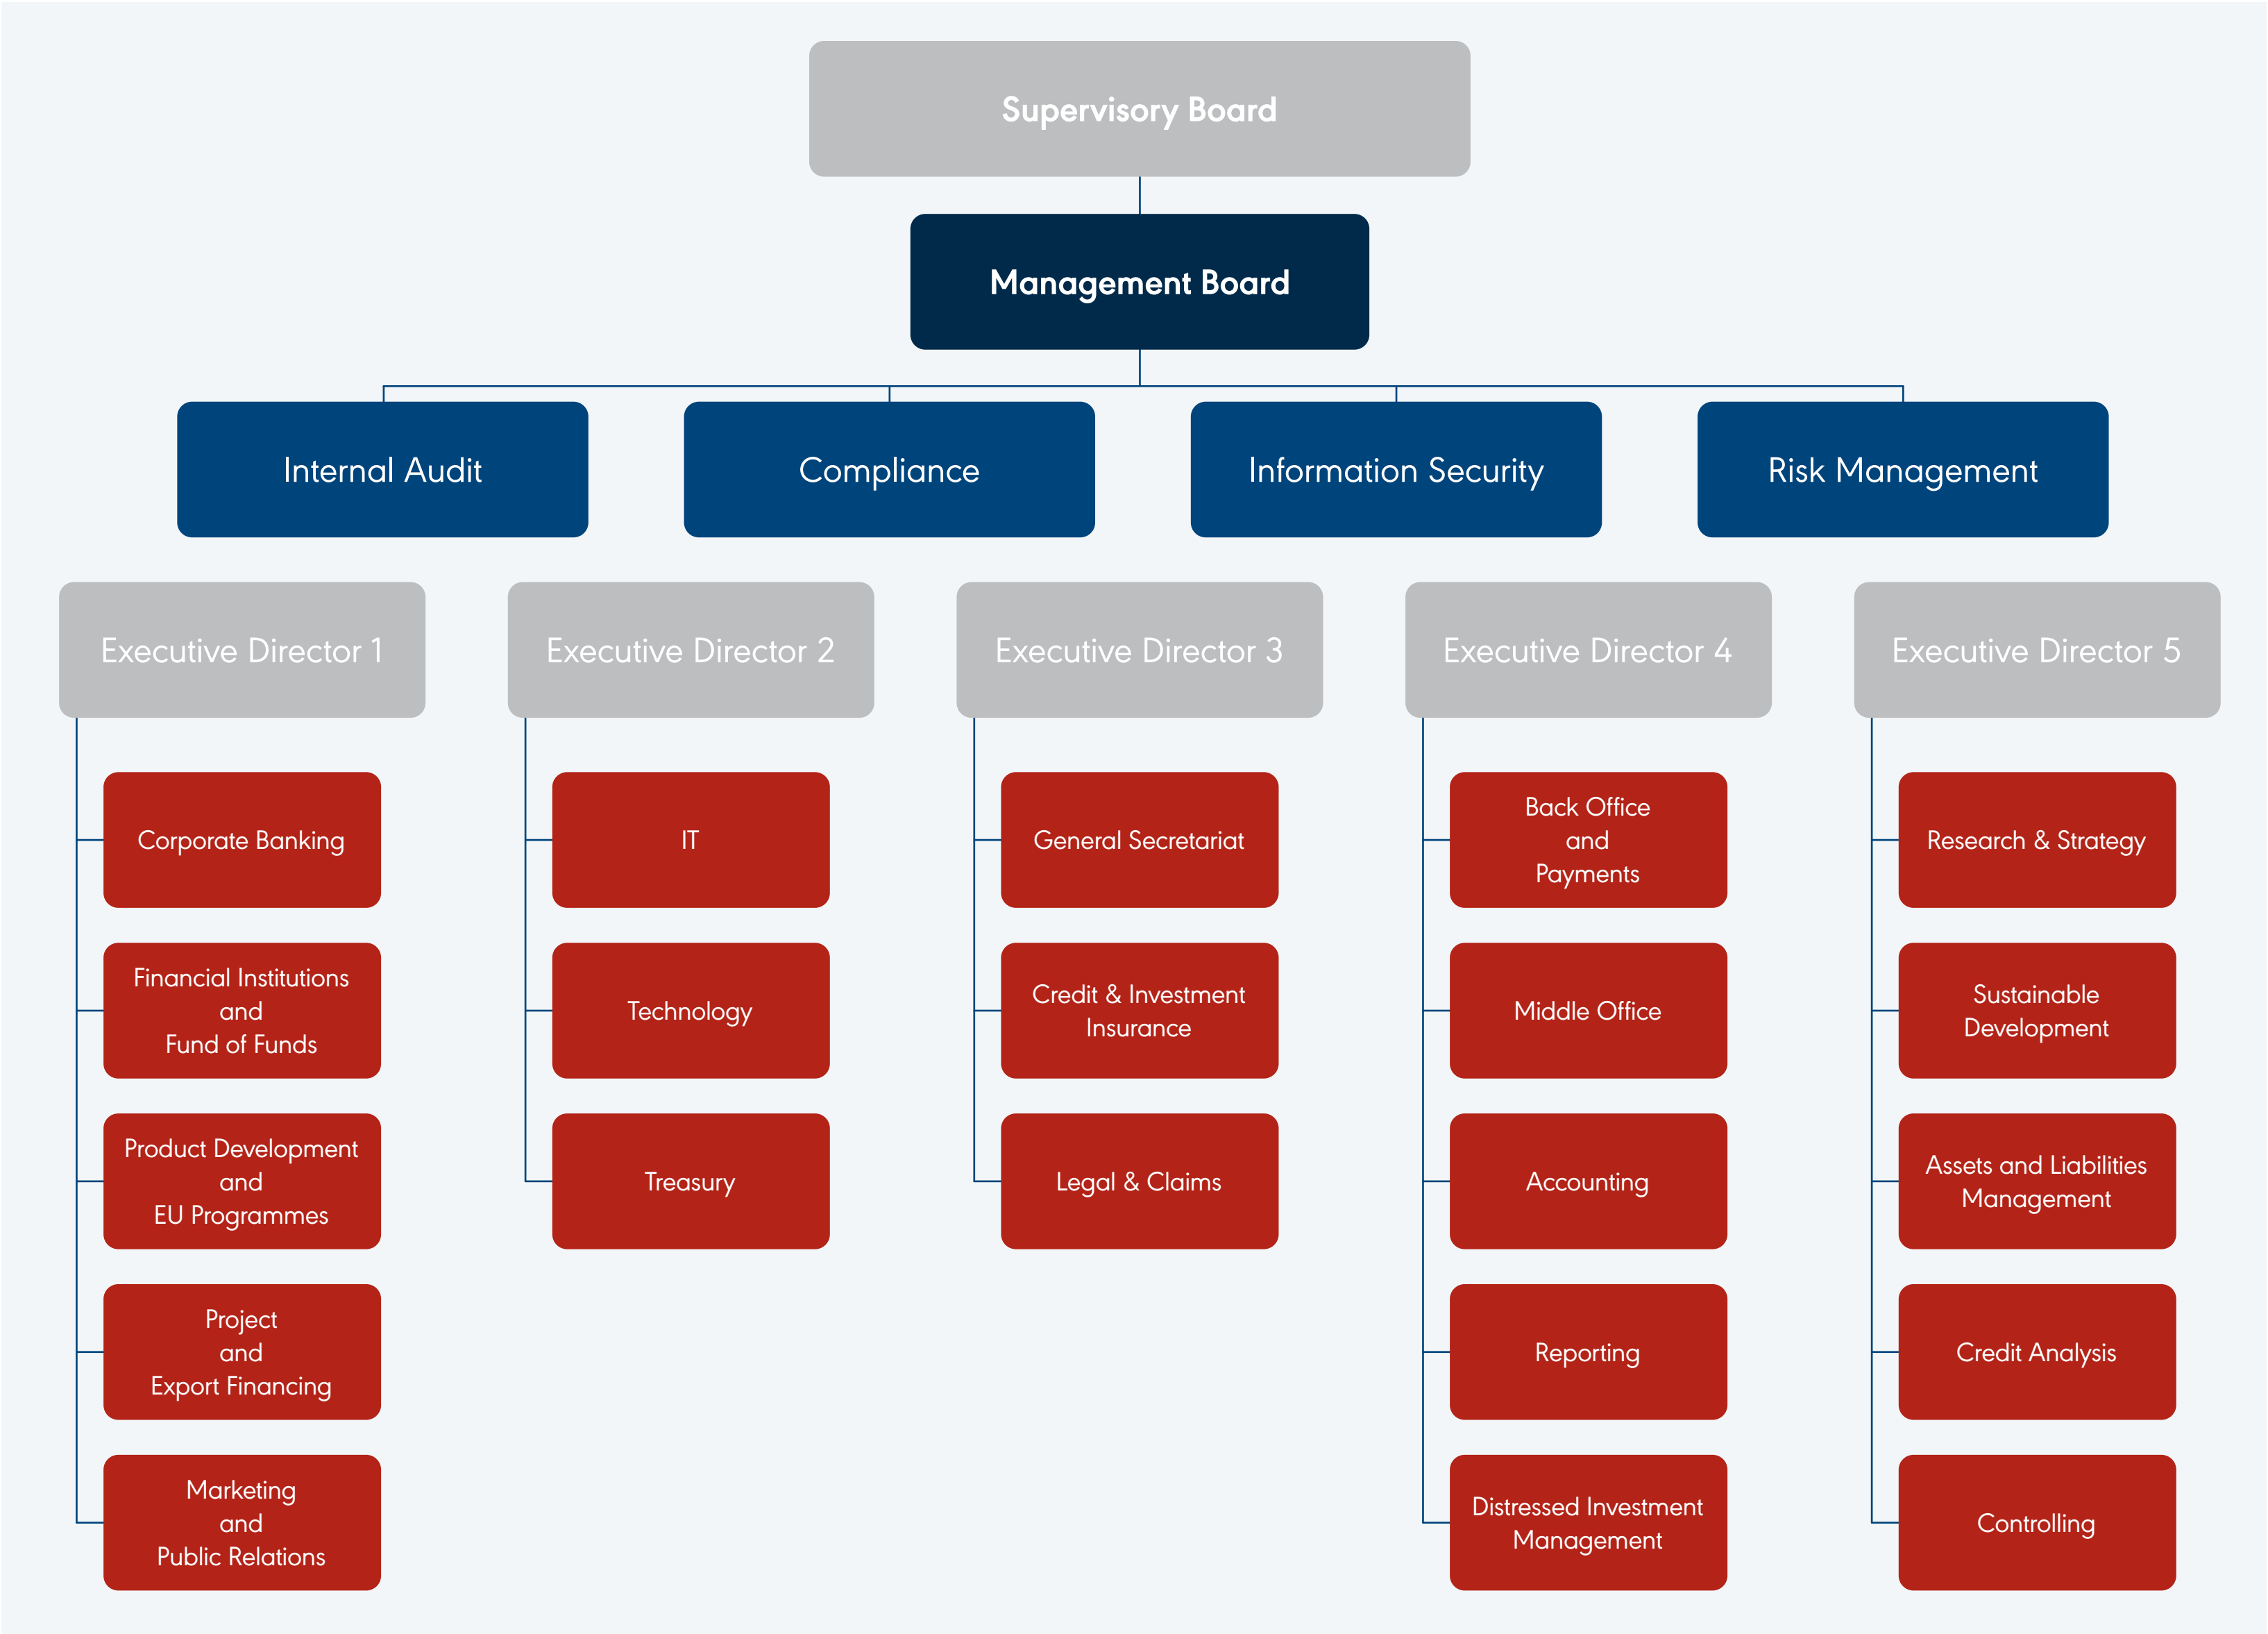 Supervisory Board
Management Board
Internal Audit
Compliance
Information Security
Risk Management
Executive Director 1
Corporate Banking
Financial Institutions
and
Fund of Funds
Product Development
and
EU Programmes
Project
and
Export Financing
Marketing
and
Public Relations
Executive Director 2
IT
Technology
Treasury
Executive Director 3
General Secretariat
Credit & Investment
Insurance
Legal & Claims
Executive Director 4
Back Office
and
Payments
Middle Office
Accounting
Reporting
Distressed Investment
Management
Executive Director 5
Research & Strategy
Sustainable
Development
Assets and Liabilities
Management
Credit Analysis
Controlling